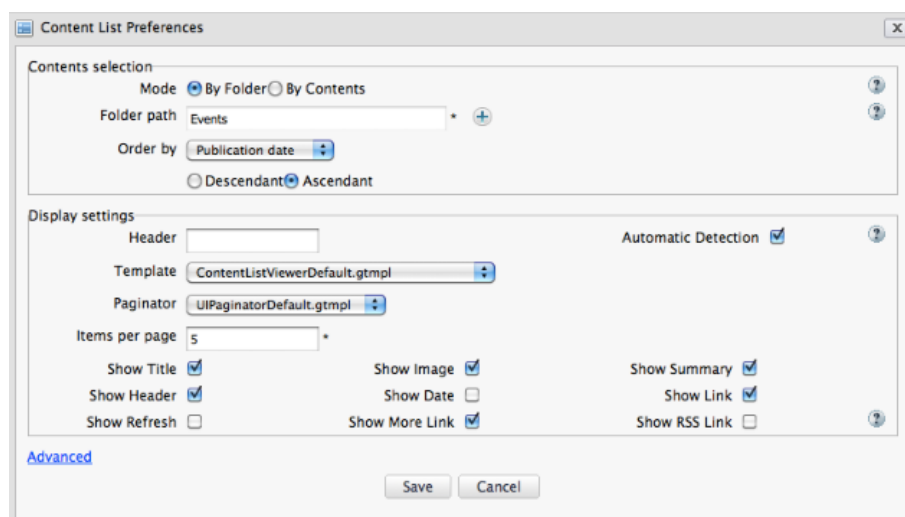 Content List Preferences x
Contents selection
Mode By Folder By Contents ?
Folder path Events * + ?
Order by Publication date
Descendant Ascendant
Display settings
Header Automatic Detection ?
Template ContentListViewerDefault.gtmpl
Paginator UIPaginatorDefault.gtmpl
Items per page 5 *
Show Title Show Image Show Summary
Show Header Show Date Show Link
Show Refresh Show More Link Show RSS Link ?
Advanced
Save Cancel